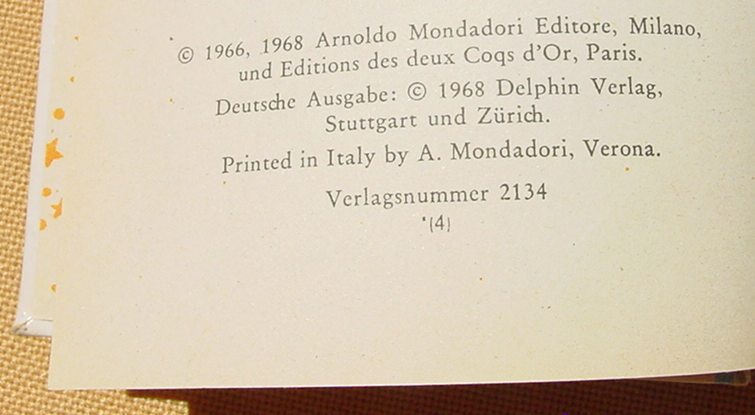 © 1966, 1968 Arnoldo Mondadori Editore, Milano,
und Editions des deux Coqs d'Or, Paris.
Deutsche Ausgabe: © 1968 Delphin Verlag,
Stuttgart und Zürich.
Printed in Italy by A. Mondadori, Verona.
Verlagsnummer 2134
(4)